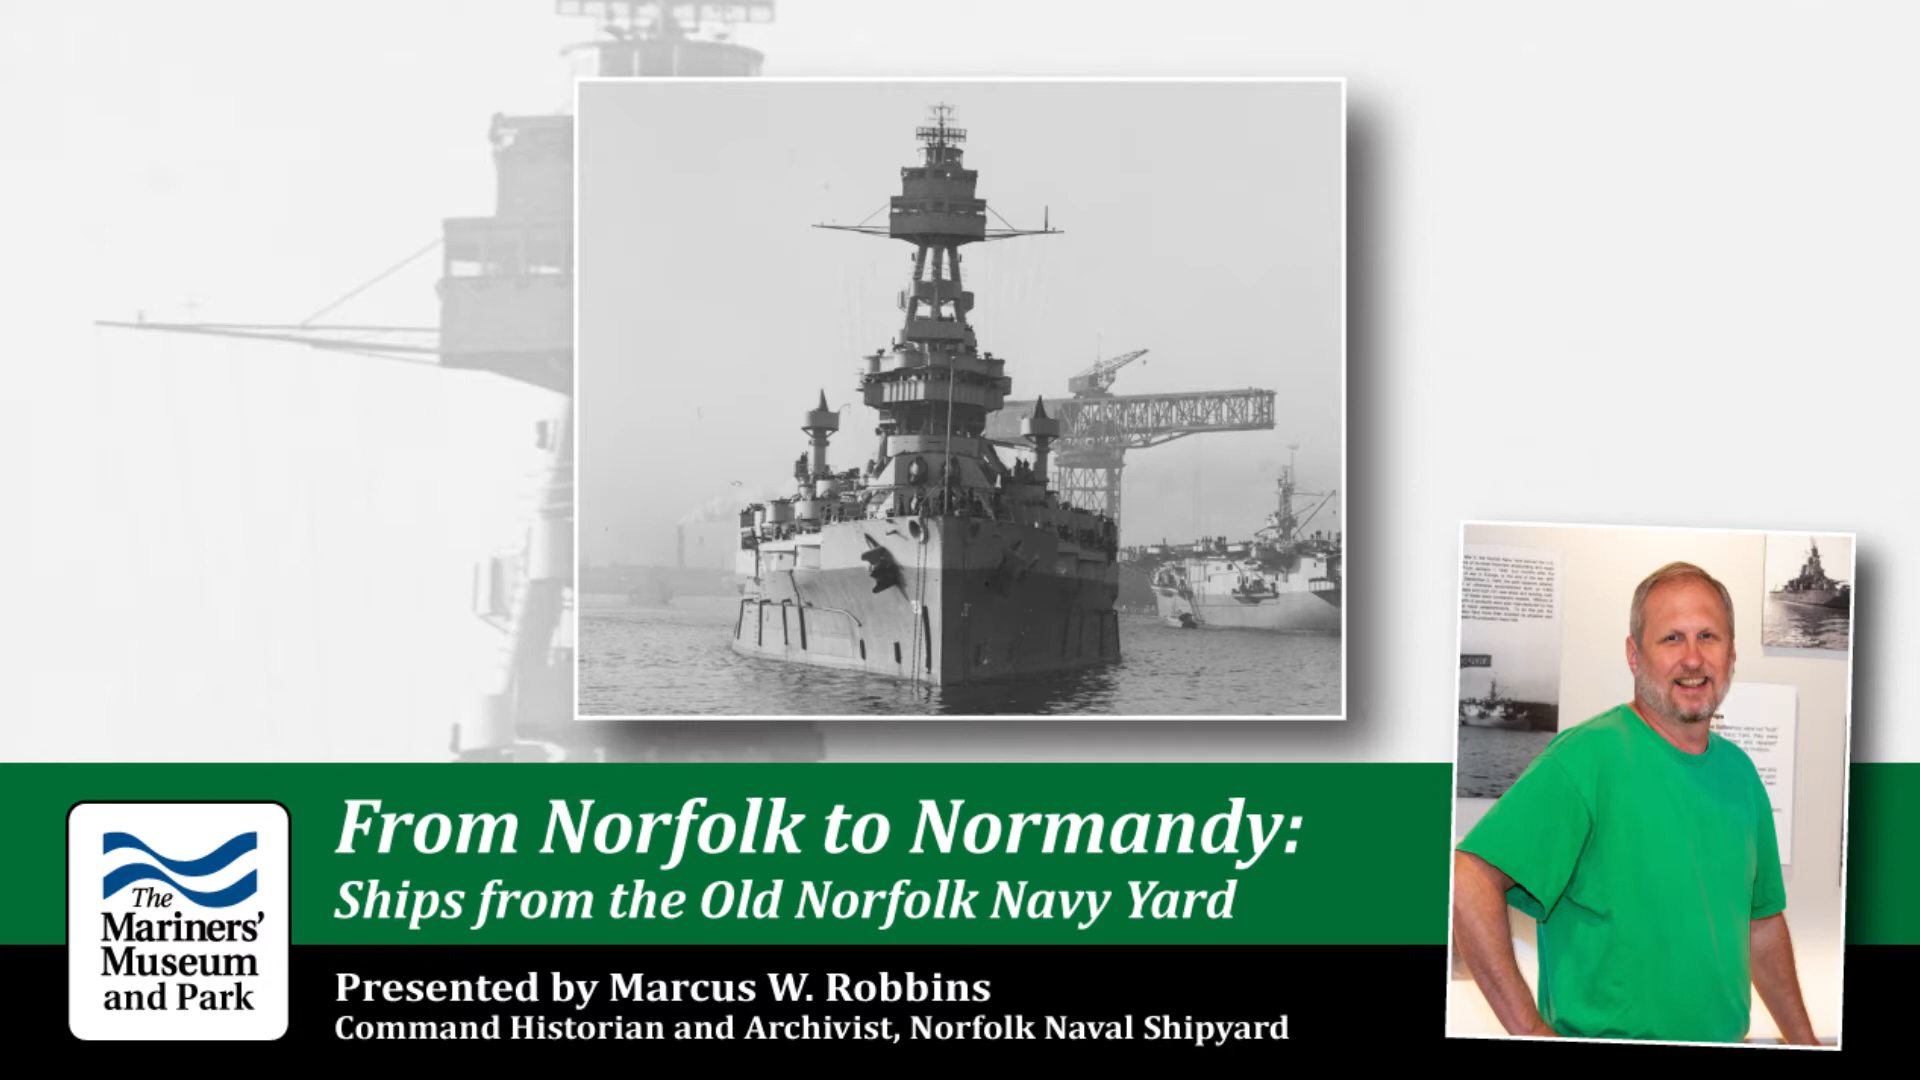 From Norfolk to Normandy:
Ships from the Old Norfolk Navy Yard
The
Mariners'
Museum
and Park
Presented by Marcus W. Robbins
Command Historian and Archivist, Norfolk Naval Shipyard